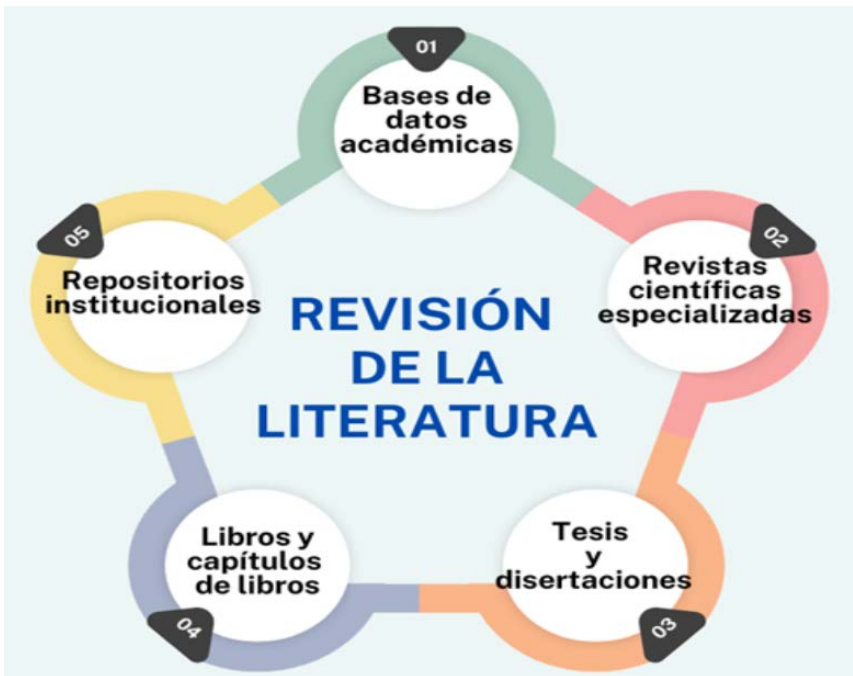 01
Bases de
datos
académicas
02
Revistas
científicas
especializadas
03
Tesis
y
disertaciones
04
Libros y
capítulos
de libros
05
Repositorios
institucionales
REVISIÓN
DE LA
LITERATURA